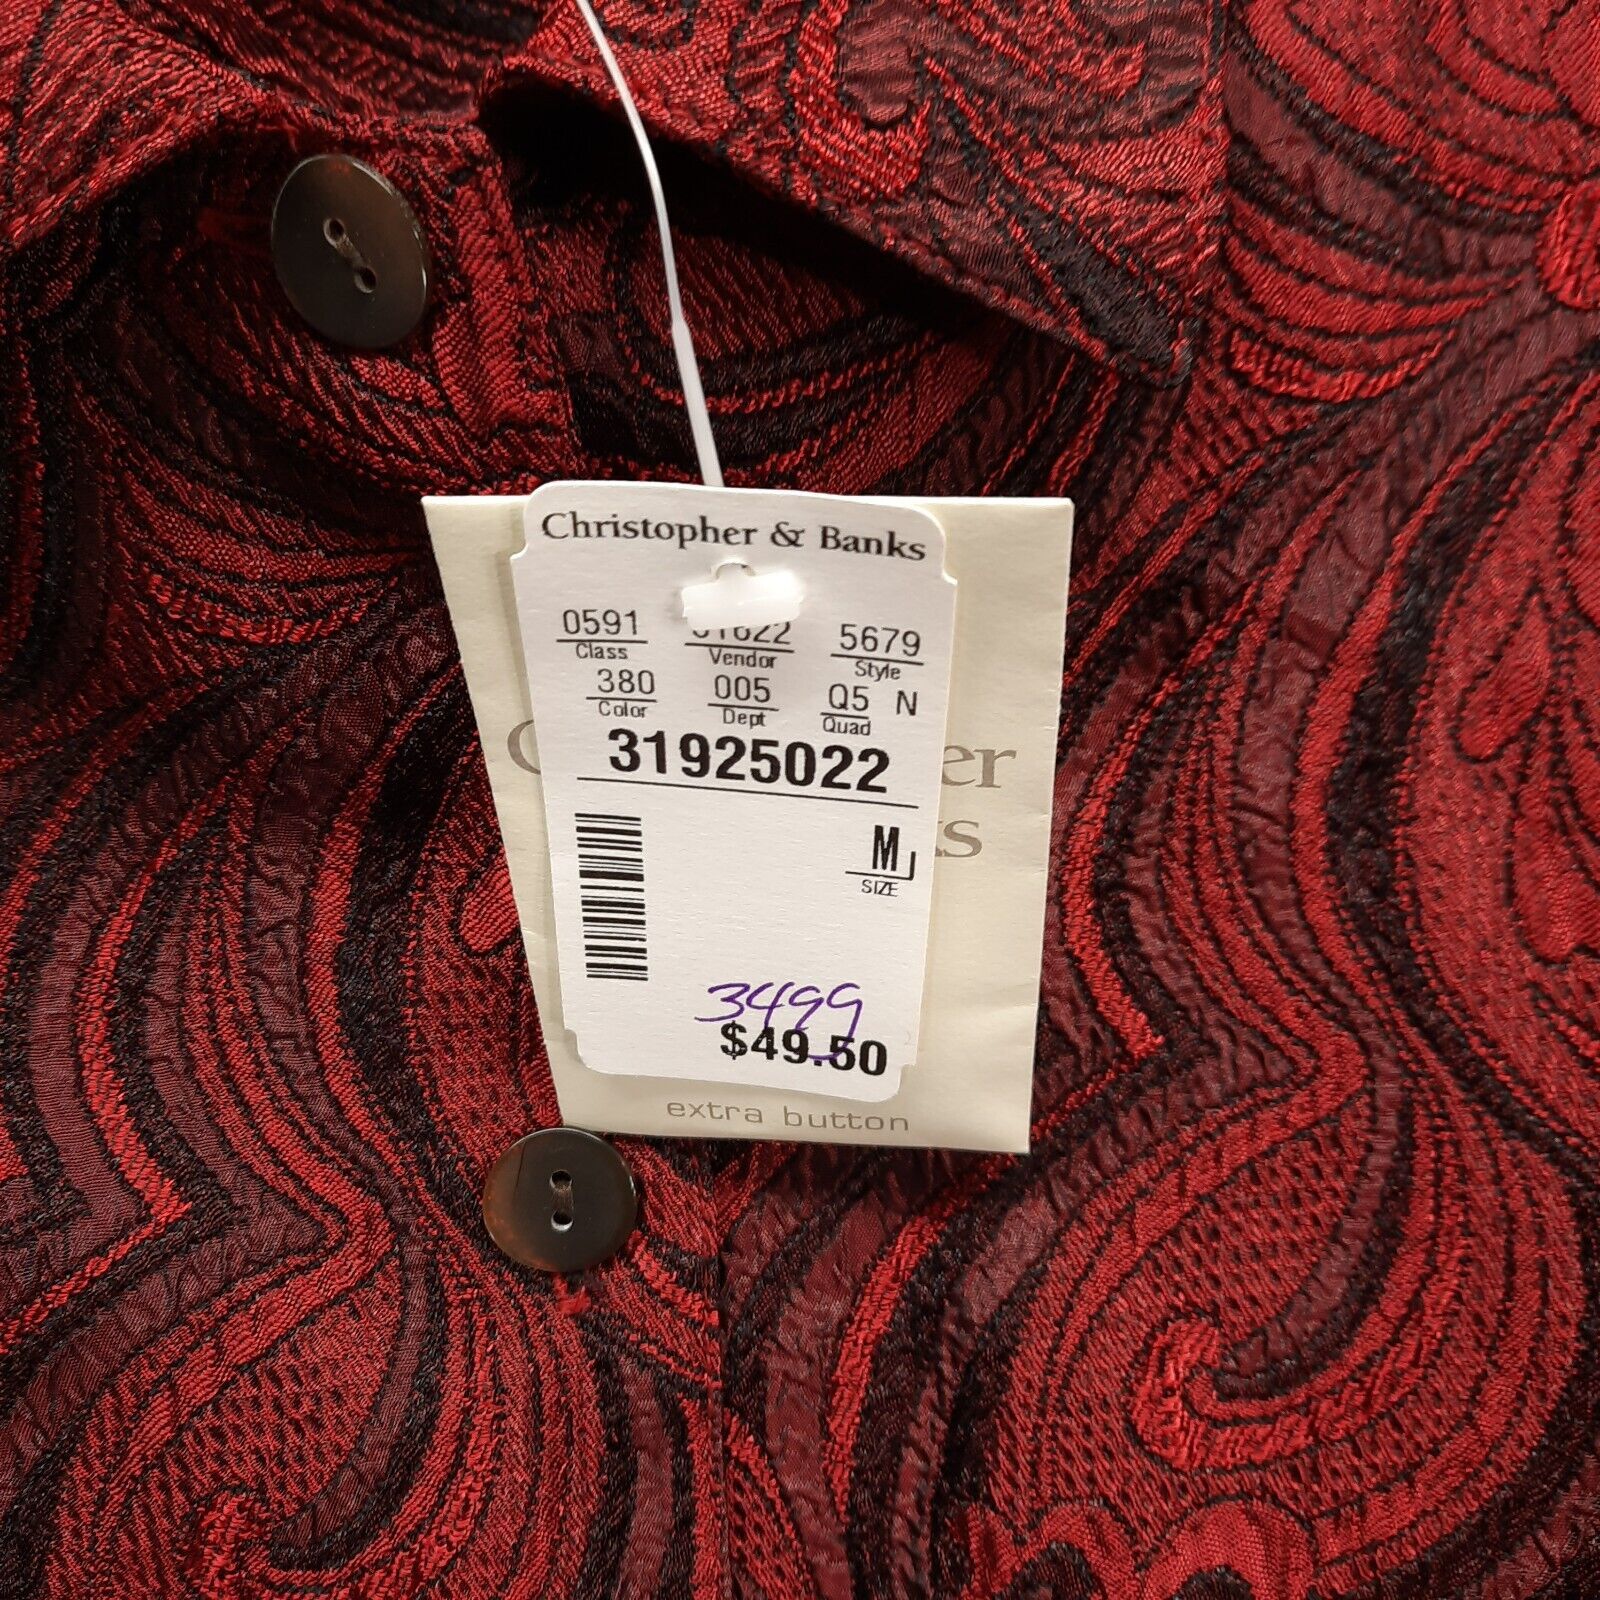 Christopher & Banks
0591 5679
Class Vendor Style
380 005 Q5 N
Color Dept Quad
31925022
M
SIZE
3499
$49.50
extra button